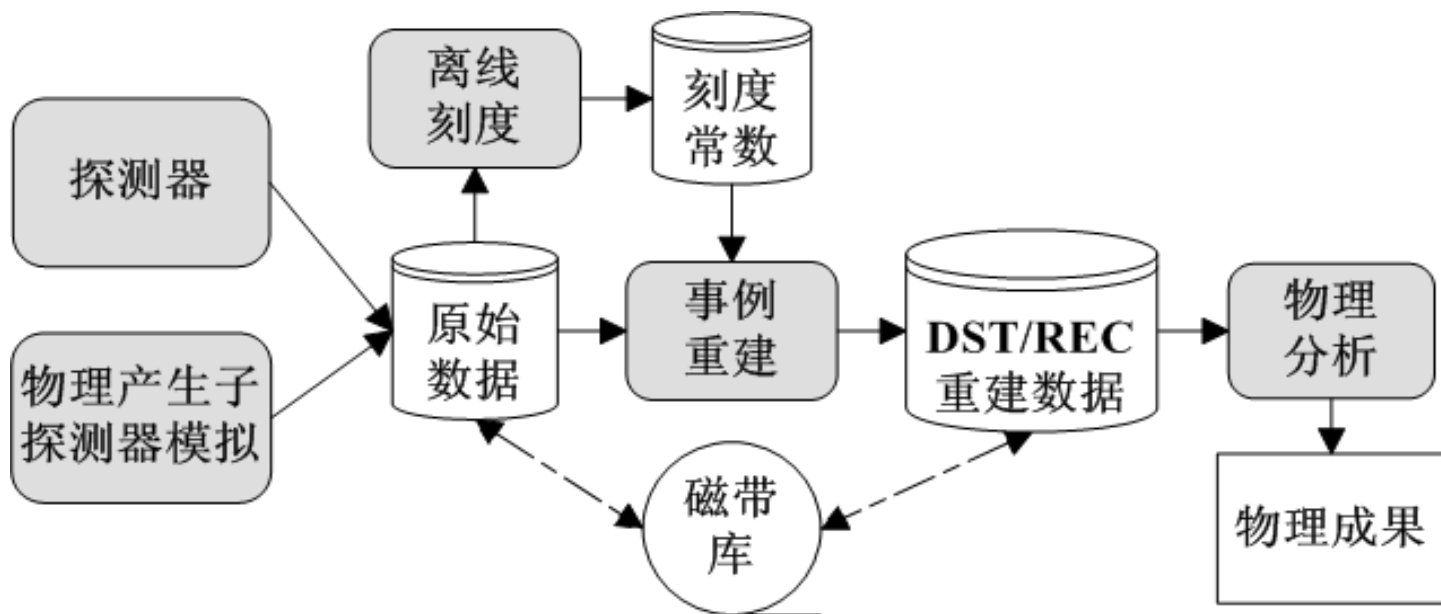 离线
刻度
刻度
常数
探测器
物理产生子
探测器模拟
原始
数据
事例
重建
DST/REC
重建数据
物理
分析
磁带
库
物理成果